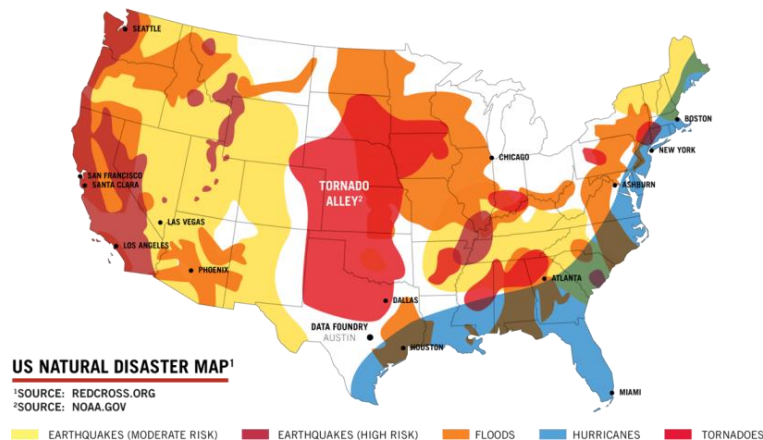 SEATTLE
BOSTON
NEW YORK
CHICAGO
SAN FRANCISCO
SANTA CLARA
ASHBURN
TORNADO
ALLEY²
LAS VEGAS
LOS ANGELES
PHOENIX
ATLANTA
DALLAS
DATA FOUNDRY
AUSTIN
HOUSTON
MIAMI
US NATURAL DISASTER MAP¹
¹SOURCE: REDCROSS.ORG
²SOURCE: NOAA.GOV
EARTHQUAKES (MODERATE RISK) EARTHQUAKES (HIGH RISK) FLOODS HURRICANES TORNADOES